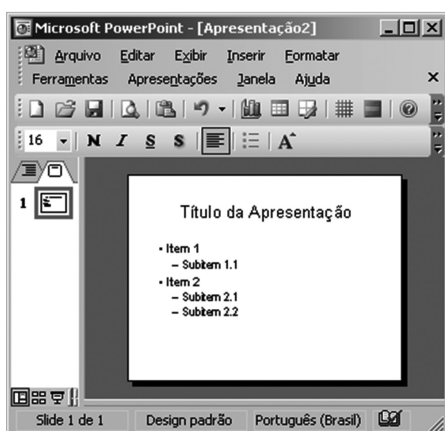 Microsoft PowerPoint - [Apresentação2]
Arquivo Editar Exibir Inserir Formatar
Ferramentas Apresentações Janela Ajuda
16 N I S S A
1
Título da Apresentação
• Item 1
– Subitem 1.1
• Item 2
– Subitem 2.1
– Subitem 2.2
Slide 1 de 1 Design padrão Português (Brasil)